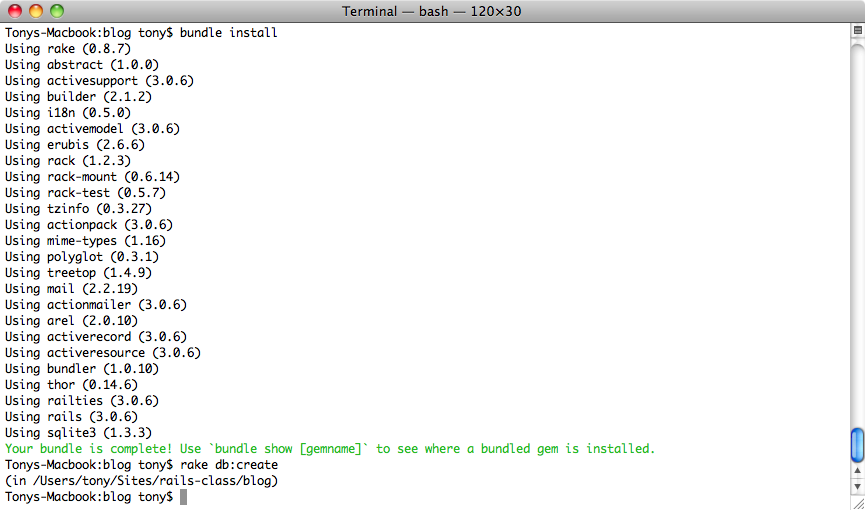 Terminal — bash — 120×30
Tonys-Macbook:blog tony$ bundle install
Using rake (0.8.7)
Using abstract (1.0.0)
Using activesupport (3.0.6)
Using builder (2.1.2)
Using i18n (0.5.0)
Using activemodel (3.0.6)
Using erubis (2.6.6)
Using rack (1.2.3)
Using rack-mount (0.6.14)
Using rack-test (0.5.7)
Using tzinfo (0.3.27)
Using actionpack (3.0.6)
Using mime-types (1.16)
Using polyglot (0.3.1)
Using treetop (1.4.9)
Using mail (2.2.19)
Using actionmailer (3.0.6)
Using arel (2.0.10)
Using activerecord (3.0.6)
Using activeresource (3.0.6)
Using bundler (1.0.10)
Using thor (0.14.6)
Using railties (3.0.6)
Using rails (3.0.6)
Using sqlite3 (1.3.3)
Your bundle is complete! Use `bundle show [gemname]` to see where a bundled gem is installed.
Tonys-Macbook:blog tony$ rake db:create
(in /Users/tony/Sites/rails-class/blog)
Tonys-Macbook:blog tony$